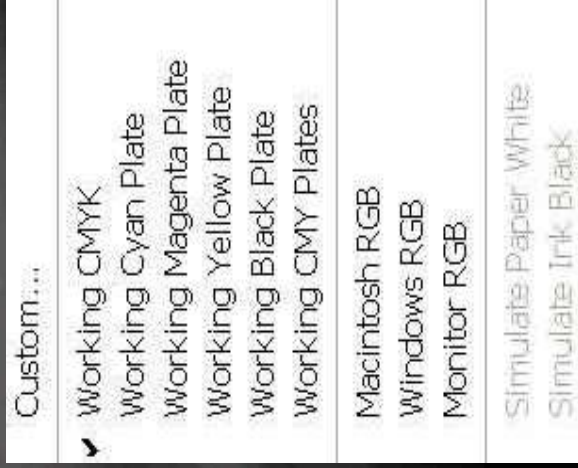 Custom...
Working CMYK
Working Cyan Plate
Working Magenta Plate
Working Yellow Plate
Working Black Plate
Working CMY Plates
Macintosh RGB
Windows RGB
Monitor RGB
Simulate Paper White
Simulate Ink Black